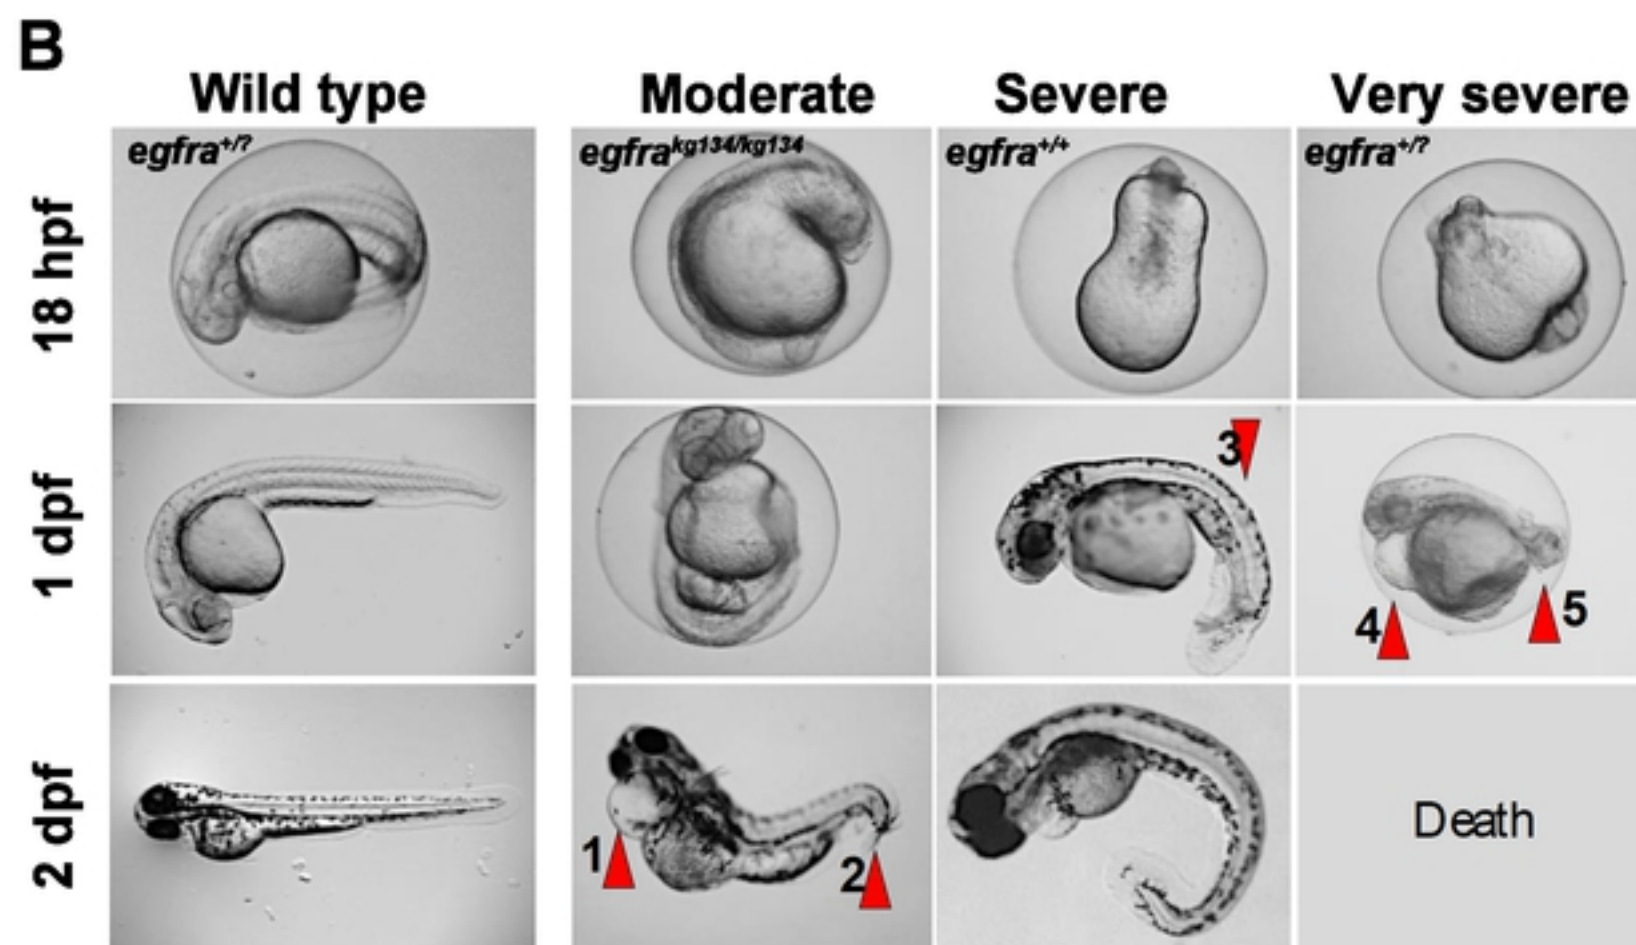 B
Wild type
Moderate
Severe
Very severe
18 hpf
egfra+/?
egfrakg134/kg134
egfra+/+
egfra+/?
1 dpf
3
4
5
2 dpf
1
2
Death